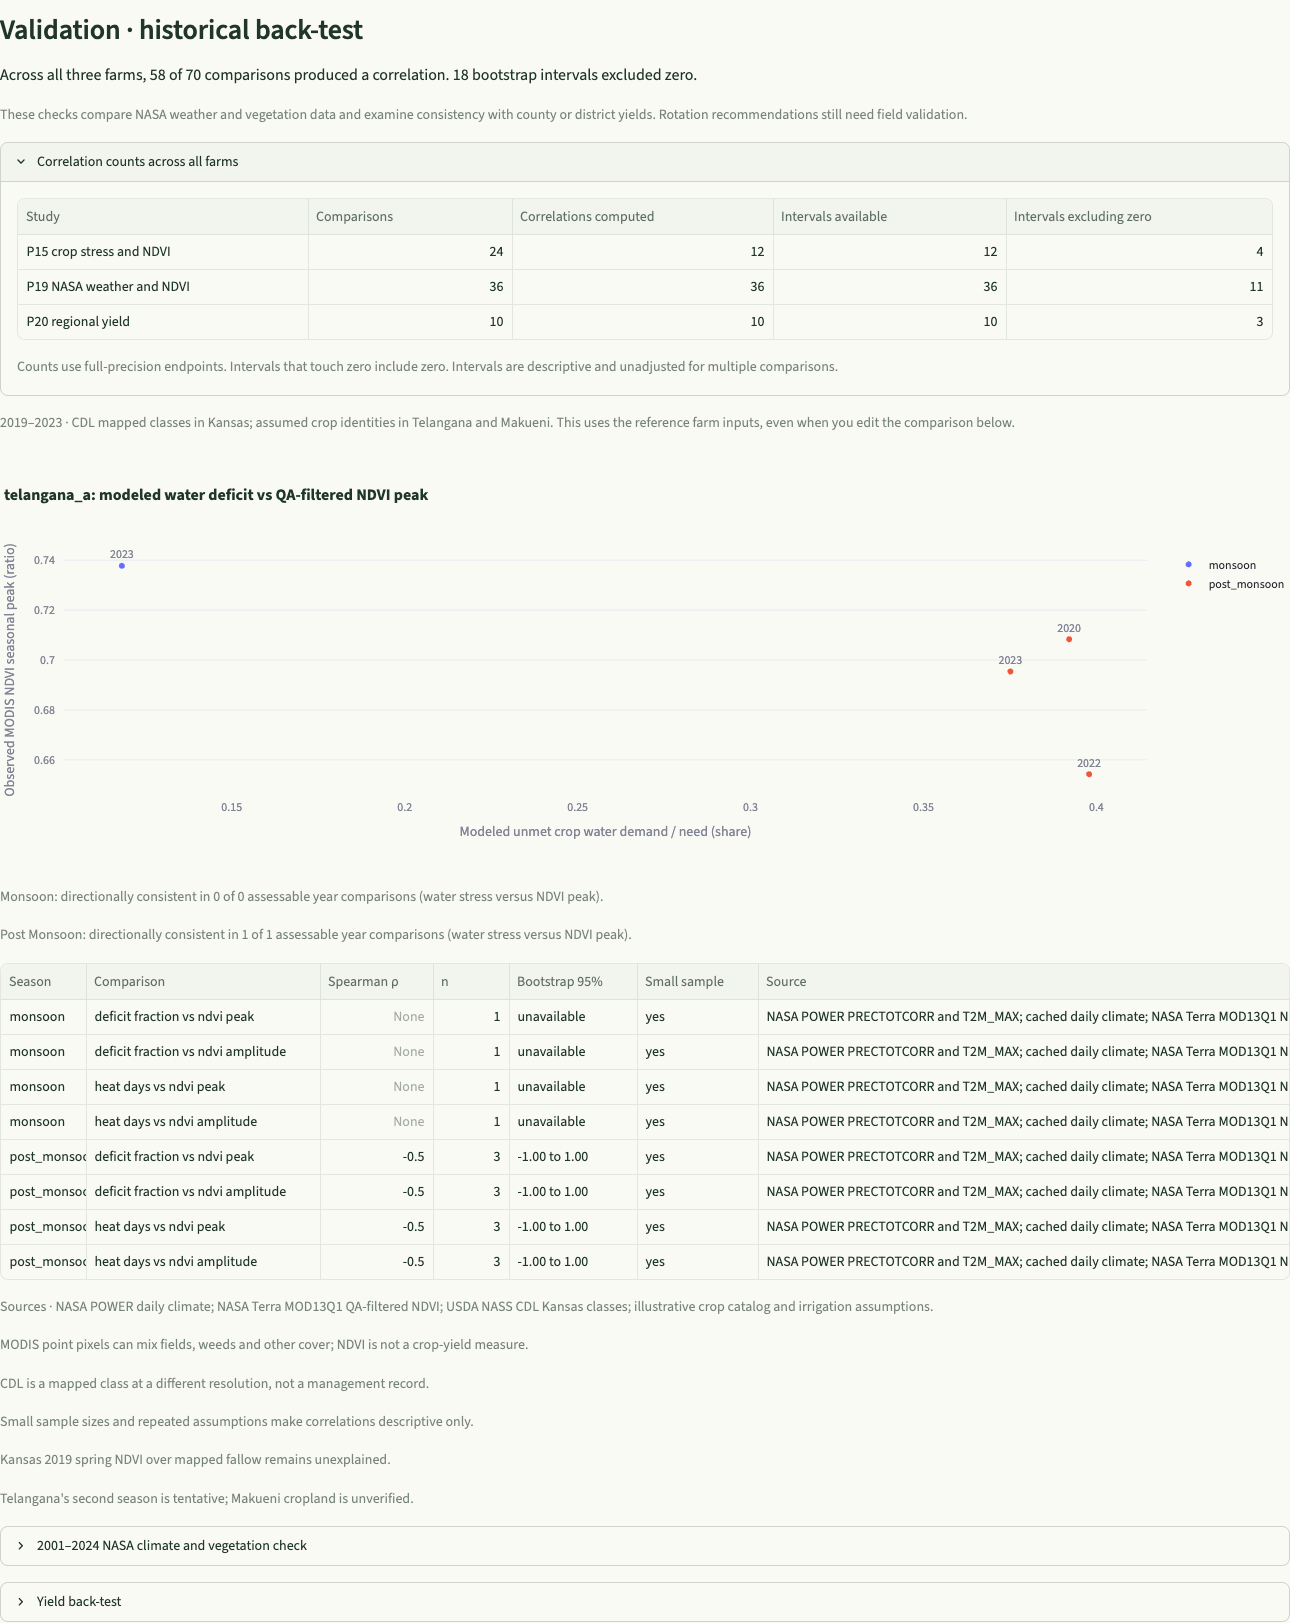 Validation · historical back-test
Across all three farms, 58 of 70 comparisons produced a correlation. 18 bootstrap intervals excluded zero.
These checks compare NASA weather and vegetation data and examine consistency with county or district yields. Rotation recommendations still need field validation.
Correlation counts across all farms
Study Comparisons Correlations computed Intervals available Intervals excluding zero
P15 crop stress and NDVI 24 12 12 4
P19 NASA weather and NDVI 36 36 36 11
P20 regional yield 10 10 10 3
Counts use full-precision endpoints. Intervals that touch zero include zero. Intervals are descriptive and unadjusted for multiple comparisons.
2019–2023 · CDL mapped classes in Kansas; assumed crop identities in Telangana and Makueni. This uses the reference farm inputs, even when you edit the comparison below.
telangana_a: modeled water deficit vs QA-filtered NDVI peak
Observed MODIS NDVI seasonal peak (ratio)
0.74
0.72
0.7
0.68
0.66
2023
2020
2023
2022
monsoon
post_monsoon
0.15 0.2 0.25 0.3 0.35 0.4
Modeled unmet crop water demand / need (share)
Monsoon: directionally consistent in 0 of 0 assessable year comparisons (water stress versus NDVI peak).
Post Monsoon: directionally consistent in 1 of 1 assessable year comparisons (water stress versus NDVI peak).
Season Comparison Spearman ρ n Bootstrap 95% Small sample Source
monsoon deficit fraction vs ndvi peak None 1 unavailable yes NASA POWER PRECTOTCORR and T2M_MAX; cached daily climate; NASA Terra MOD13Q1 N
monsoon deficit fraction vs ndvi amplitude None 1 unavailable yes NASA POWER PRECTOTCORR and T2M_MAX; cached daily climate; NASA Terra MOD13Q1 N
monsoon heat days vs ndvi peak None 1 unavailable yes NASA POWER PRECTOTCORR and T2M_MAX; cached daily climate; NASA Terra MOD13Q1 N
monsoon heat days vs ndvi amplitude None 1 unavailable yes NASA POWER PRECTOTCORR and T2M_MAX; cached daily climate; NASA Terra MOD13Q1 N
post_monsoo deficit fraction vs ndvi peak -0.5 3 -1.00 to 1.00 yes NASA POWER PRECTOTCORR and T2M_MAX; cached daily climate; NASA Terra MOD13Q1 N
post_monsoo deficit fraction vs ndvi amplitude -0.5 3 -1.00 to 1.00 yes NASA POWER PRECTOTCORR and T2M_MAX; cached daily climate; NASA Terra MOD13Q1 N
post_monsoo heat days vs ndvi peak -0.5 3 -1.00 to 1.00 yes NASA POWER PRECTOTCORR and T2M_MAX; cached daily climate; NASA Terra MOD13Q1 N
post_monsoo heat days vs ndvi amplitude -0.5 3 -1.00 to 1.00 yes NASA POWER PRECTOTCORR and T2M_MAX; cached daily climate; NASA Terra MOD13Q1 N
Sources · NASA POWER daily climate; NASA Terra MOD13Q1 QA-filtered NDVI; USDA NASS CDL Kansas classes; illustrative crop catalog and irrigation assumptions.
MODIS point pixels can mix fields, weeds and other cover; NDVI is not a crop-yield measure.
CDL is a mapped class at a different resolution, not a management record.
Small sample sizes and repeated assumptions make correlations descriptive only.
Kansas 2019 spring NDVI over mapped fallow remains unexplained.
Telangana's second season is tentative; Makueni cropland is unverified.
2001–2024 NASA climate and vegetation check
Yield back-test